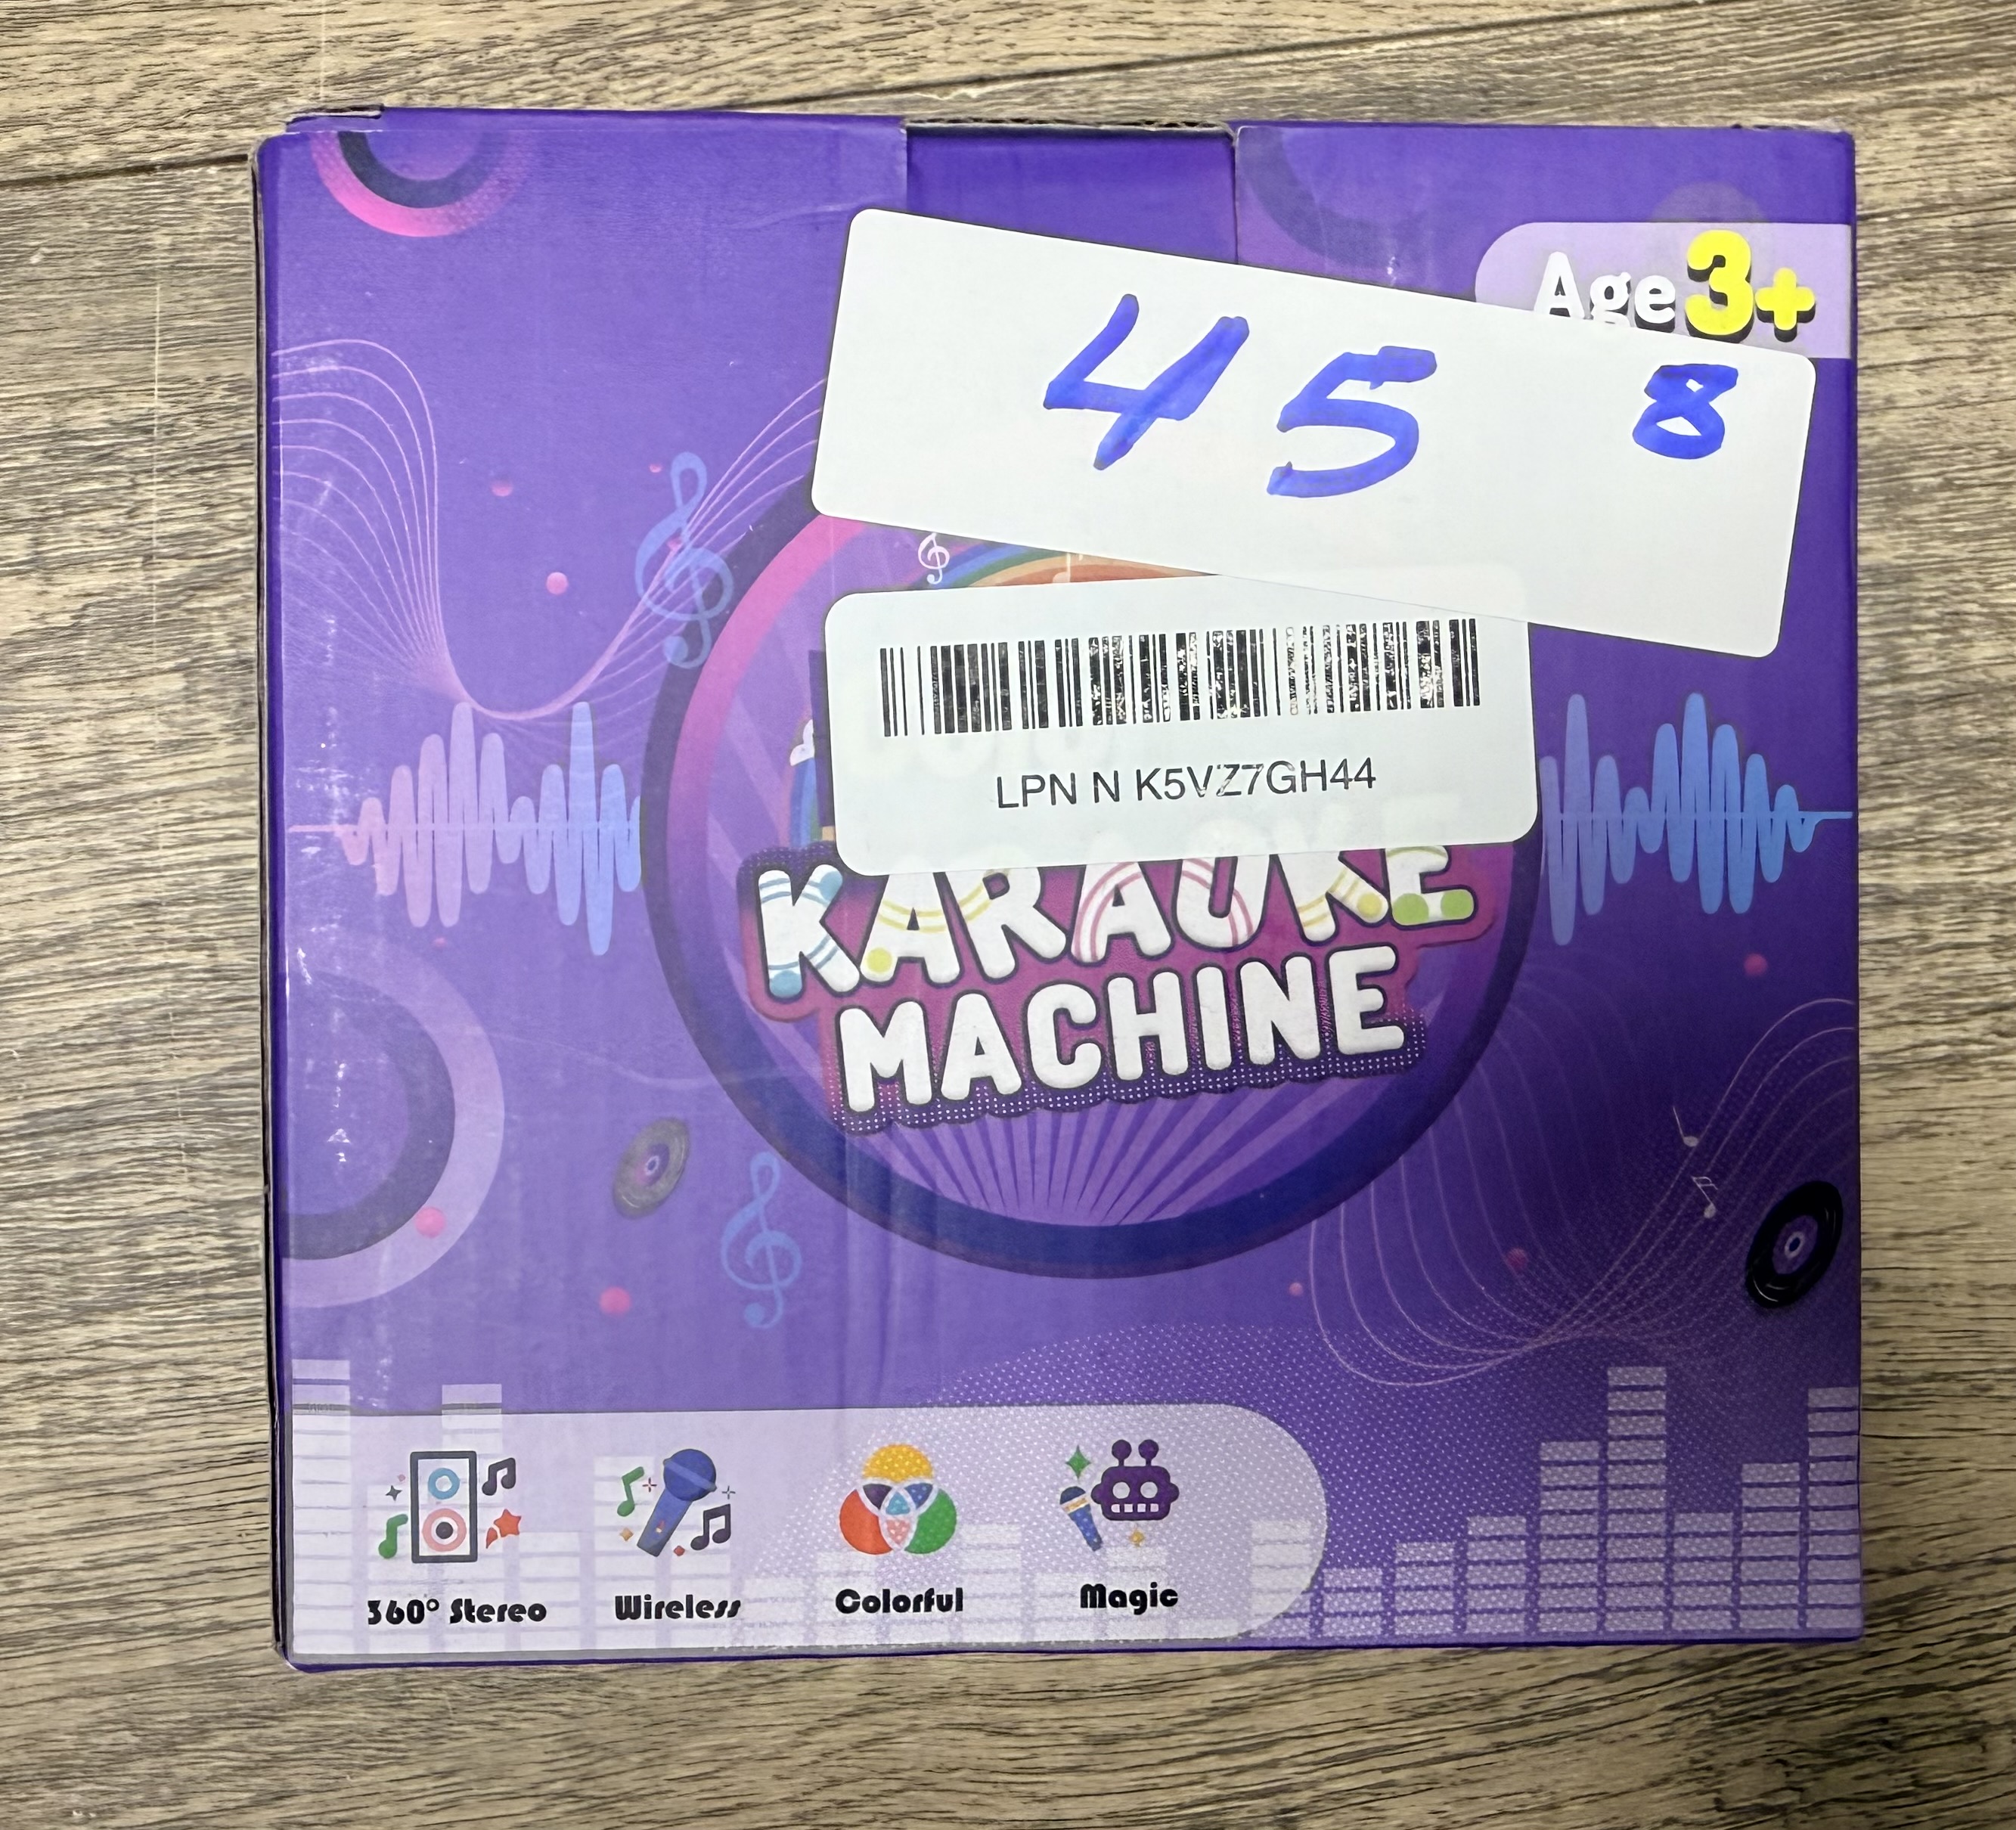 Age 3+
45 8
LPN N K5VZ7GH44
KARAOKE
MACHINE
360° Stereo
Wireless
Colorful
Magic